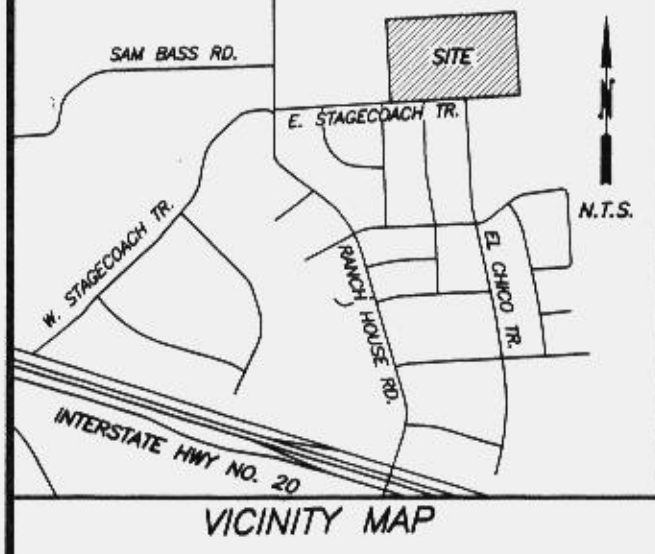 SAM BASS RD.
SITE
E. STAGECOACH TR.
N
N.T.S.
W. STAGECOACH TR.
RANCH HOUSE RD.
EL CHICO TR.
INTERSTATE HWY NO. 20
VICINITY MAP